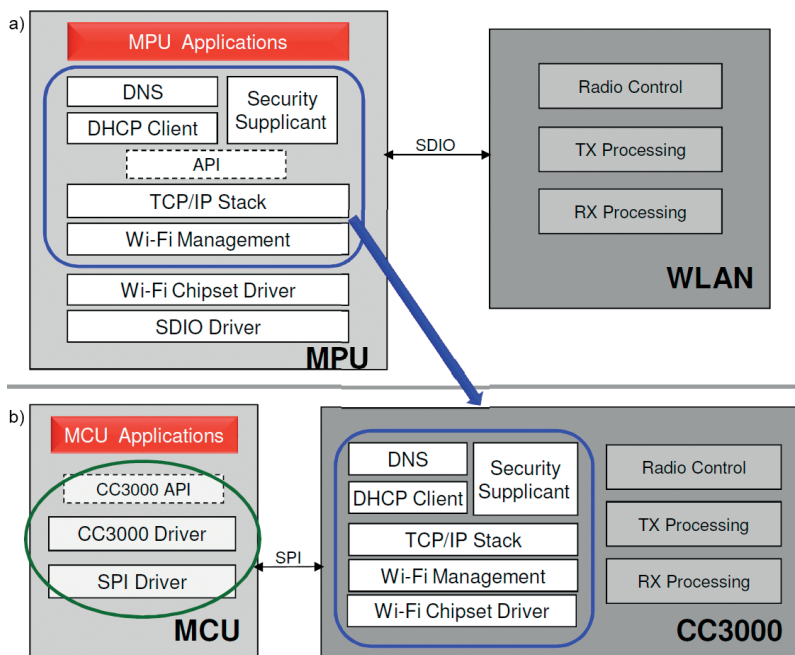 a)
MPU Applications
DNS
DHCP Client
Security
Supplicant
API
TCP/IP Stack
Wi-Fi Management
Wi-Fi Chipset Driver
SDIO Driver
MPU
SDIO
Radio Control
TX Processing
RX Processing
WLAN
b)
MCU Applications
CC3000 API
CC3000 Driver
SPI Driver
MCU
SPI
DNS
DHCP Client
Security
Supplicant
TCP/IP Stack
Wi-Fi Management
Wi-Fi Chipset Driver
Radio Control
TX Processing
RX Processing
CC3000